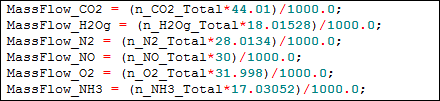 MassFlow_CO2 = (n_CO2_Total*44.01)/1000.0;
MassFlow_H2Og = (n_H2Og_Total*18.01528)/1000.0;
MassFlow_N2 = (n_N2_Total*28.0134)/1000.0;
MassFlow_NO = (n_NO_Total*30)/1000.0;
MassFlow_O2 = (n_O2_Total*31.998)/1000.0;
MassFlow_NH3 = (n_NH3_Total*17.03052)/1000.0;